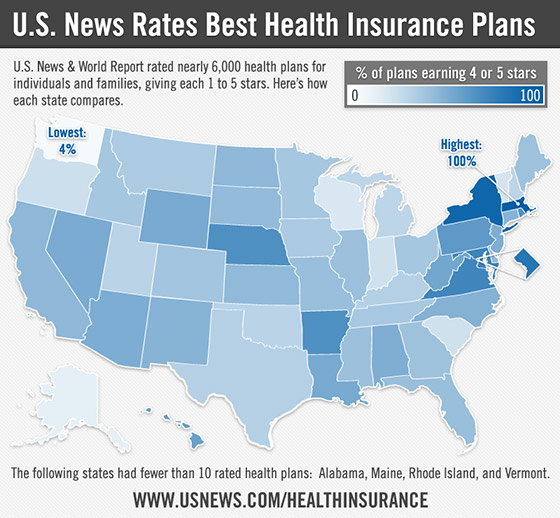 U.S. News Rates Best Health Insurance Plans
U.S. News & World Report rated nearly 6,000 health plans for
individuals and families, giving each 1 to 5 stars. Here's how
each state compares.
% of plans earning 4 or 5 stars
0 100
Lowest:
4%
Highest:
100%
The following states had fewer than 10 rated health plans: Alabama, Maine, Rhode Island, and Vermont.
WWW.USNEWS.COM/HEALTHINSURANCE